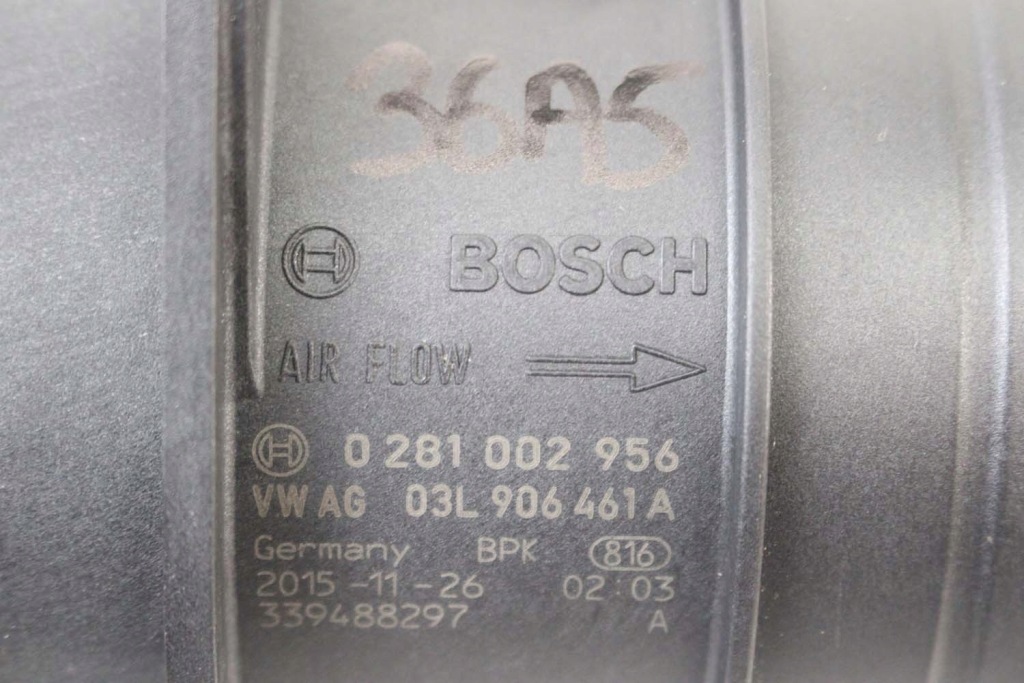 36A5
BOSCH
AIR FLOW
0 281 002 956
VW AG 03L 906 461 A
Germany BPK 816
2015-11-26 02:03
339488297 A